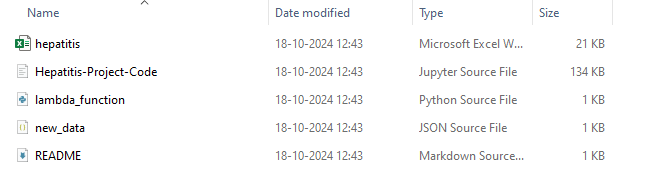 Name Date modified Type Size
hepatitis 18-10-2024 12:43 Microsoft Excel W... 21 KB
Hepatitis-Project-Code 18-10-2024 12:43 Jupyter Source File 134 KB
lambda_function 18-10-2024 12:43 Python Source File 1 KB
new_data 18-10-2024 12:43 JSON Source File 1 KB
README 18-10-2024 12:43 Markdown Source... 1 KB